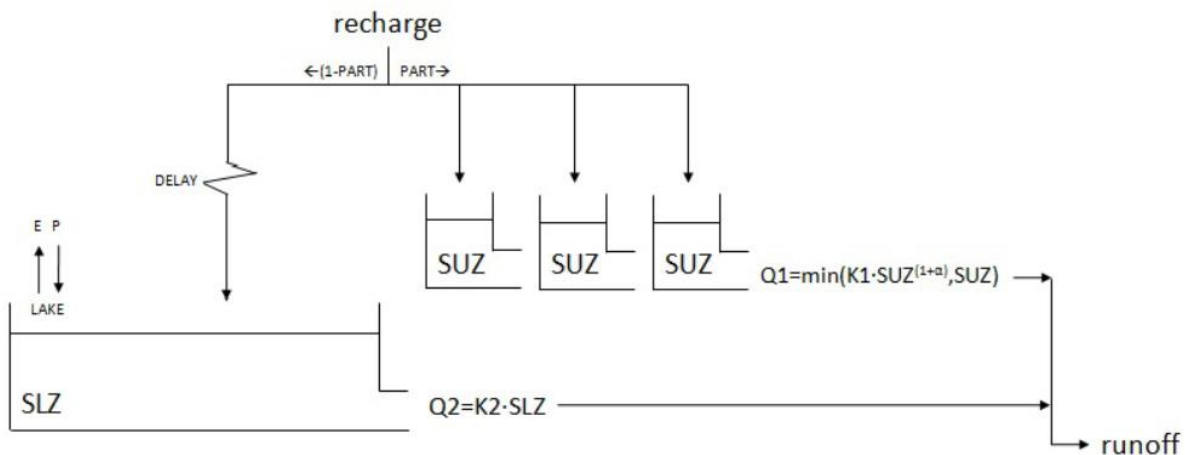 recharge
←(1-PART) PART→
DELAY
E P
LAKE
SUZ SUZ SUZ
Q1=min(K1·SUZ^(1+α),SUZ)
SLZ
Q2=K2·SLZ
runoff